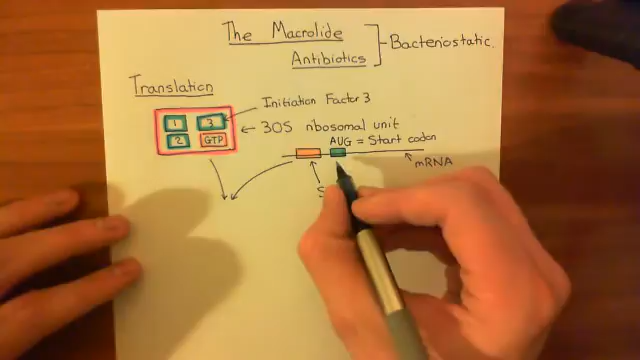 The Macrolide
Antibiotics
Bacteriostatic.
Translation
1
3
2
GTP
Initiation Factor 3
30S ribosomal unit
AUG = Start codon
mRNA
S